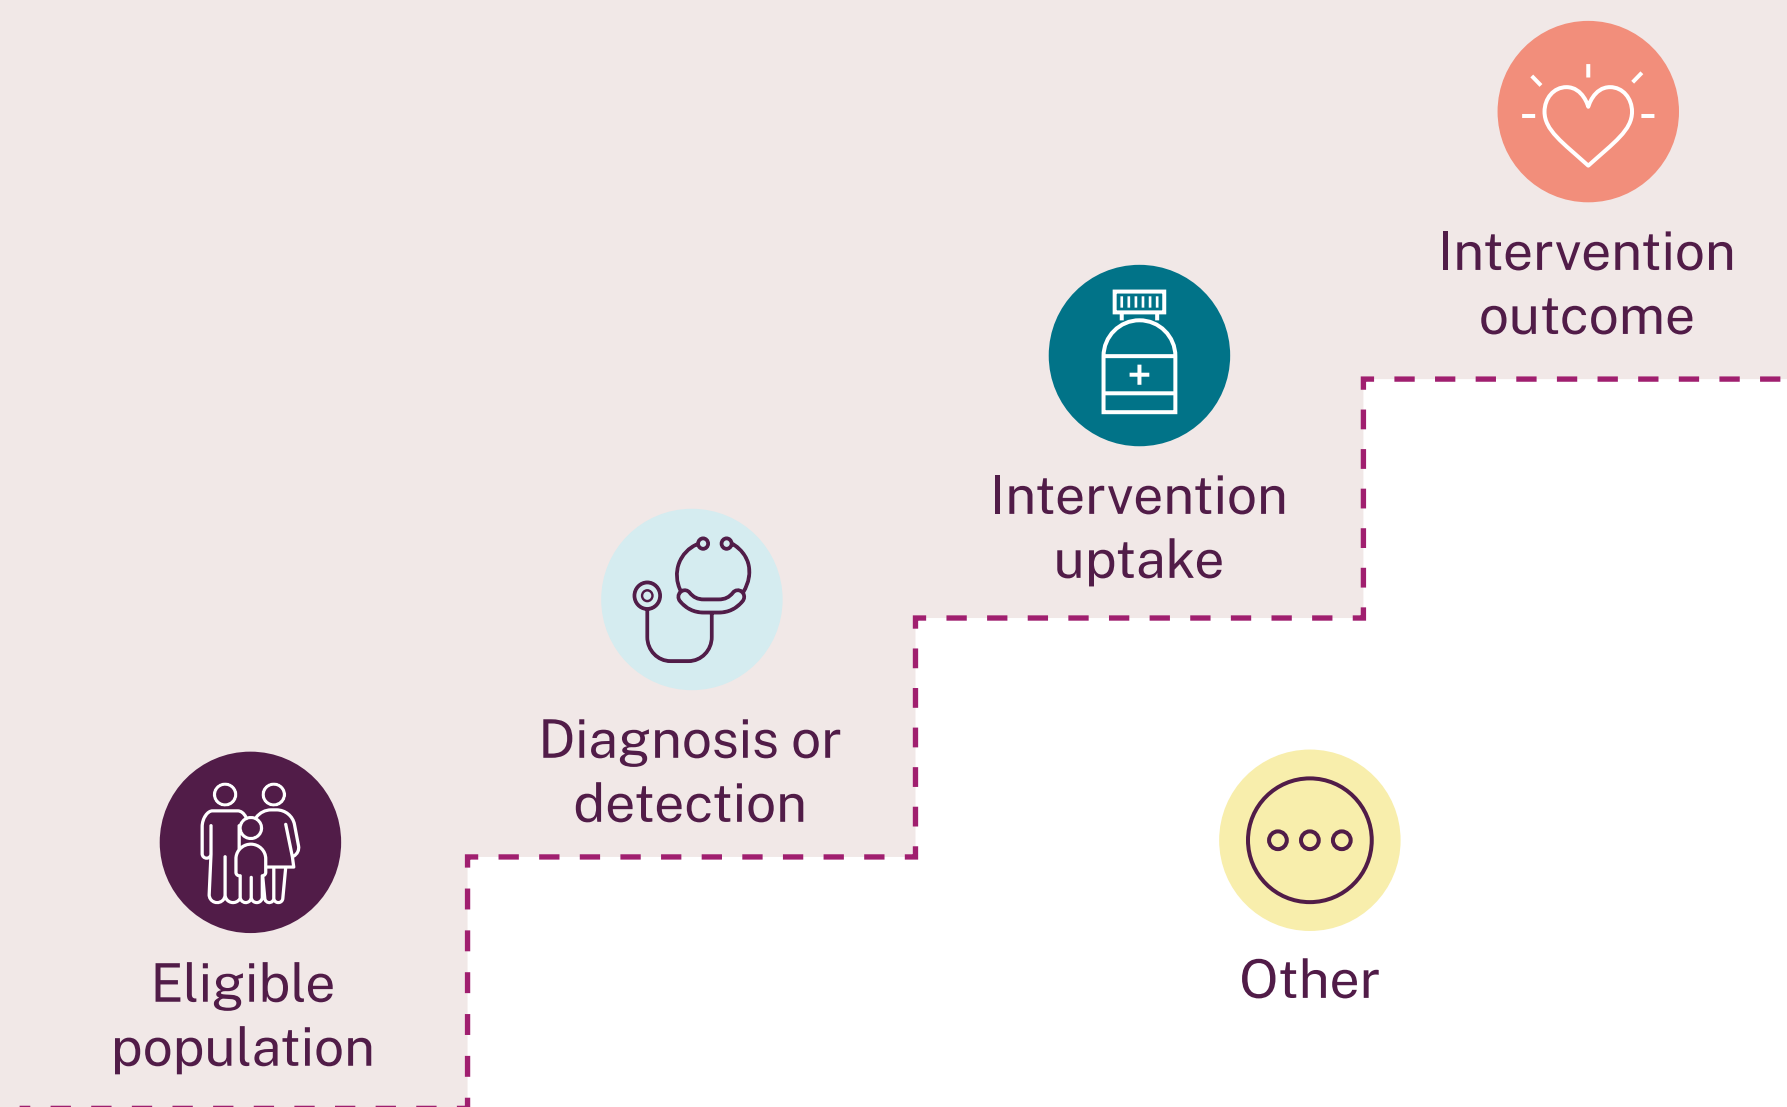 Intervention
outcome
Intervention
uptake
Diagnosis or
detection
Eligible
population
Other